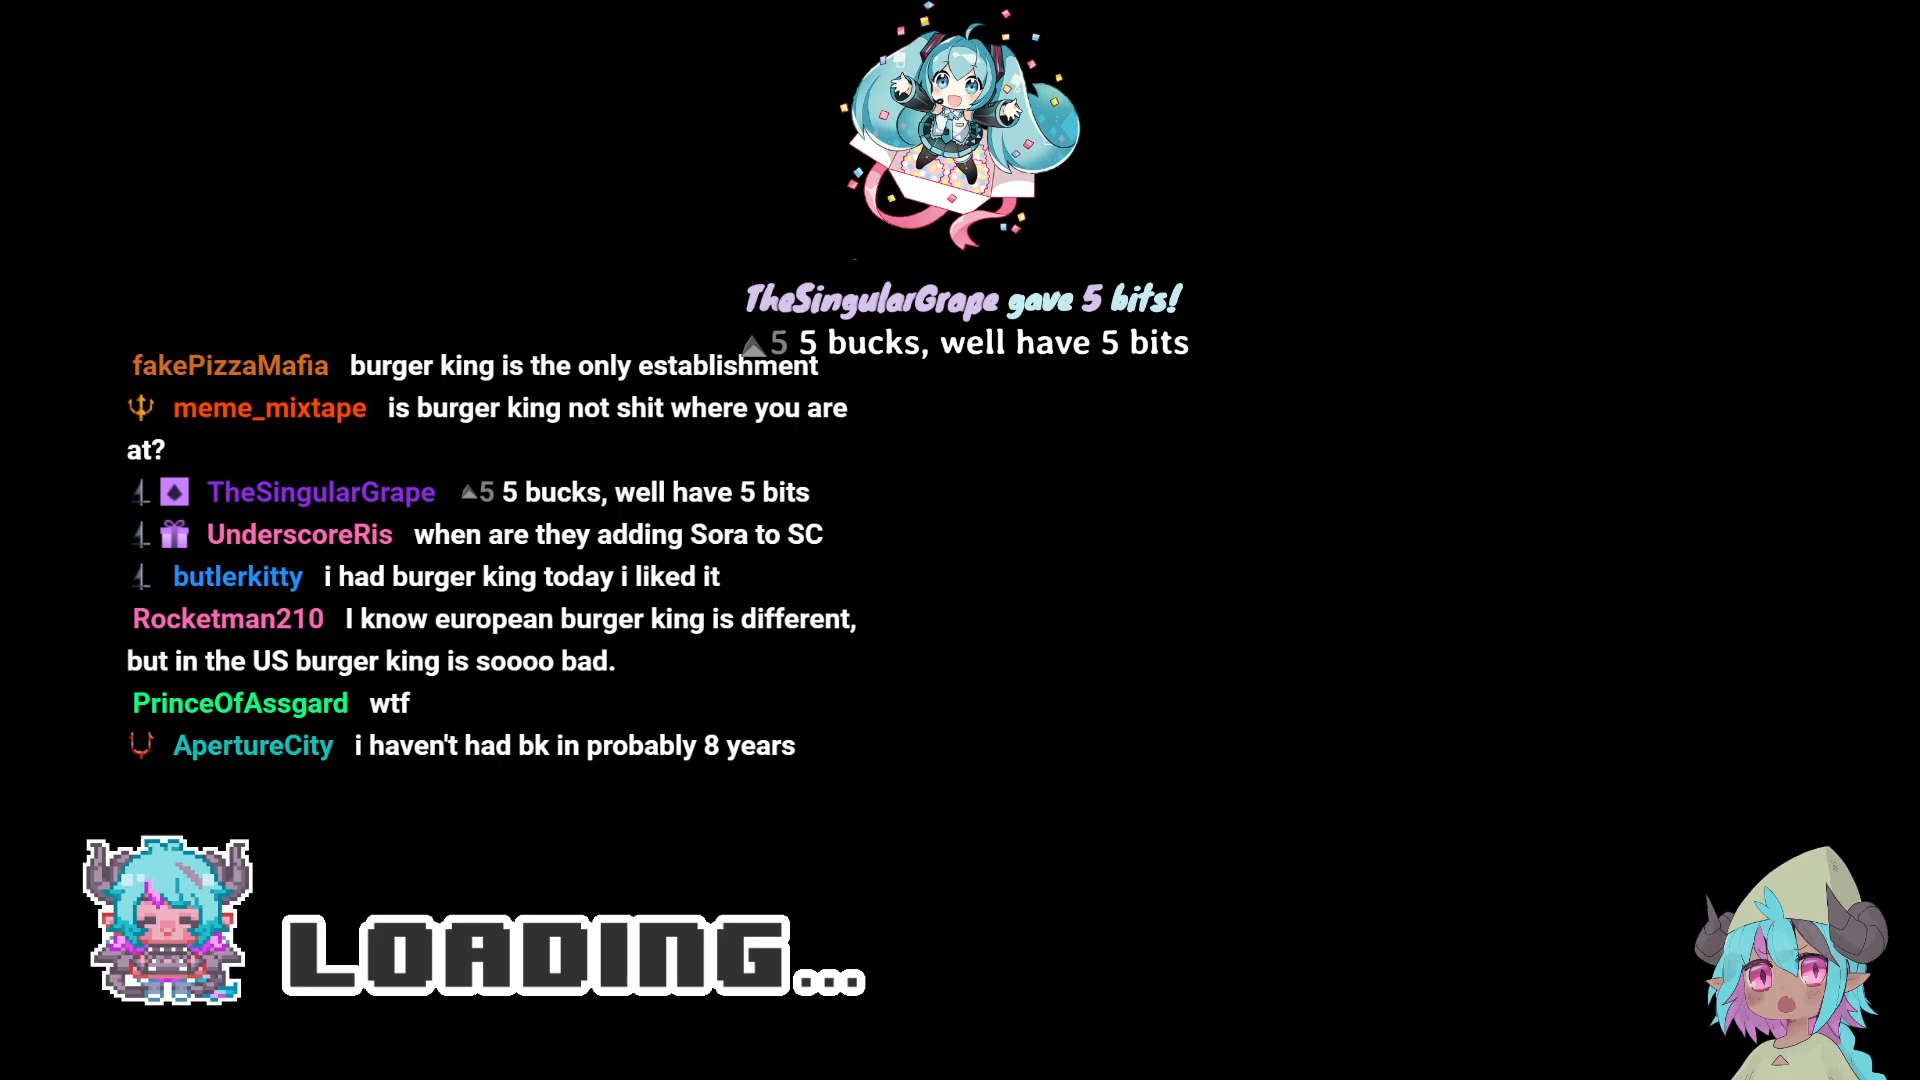 TheSingularGrape gave 5 bits!
5 5 bucks, well have 5 bits
fakePizzaMafia burger king is the only establishment
meme_mixtape is burger king not shit where you are
at?
TheSingularGrape 5 5 bucks, well have 5 bits
UnderscoreRis when are they adding Sora to SC
butlerkitty i had burger king today i liked it
Rocketman210 I know european burger king is different,
but in the US burger king is soooo bad.
PrinceOfAssgard wtf
ApertureCity i haven't had bk in probably 8 years
LOADING...